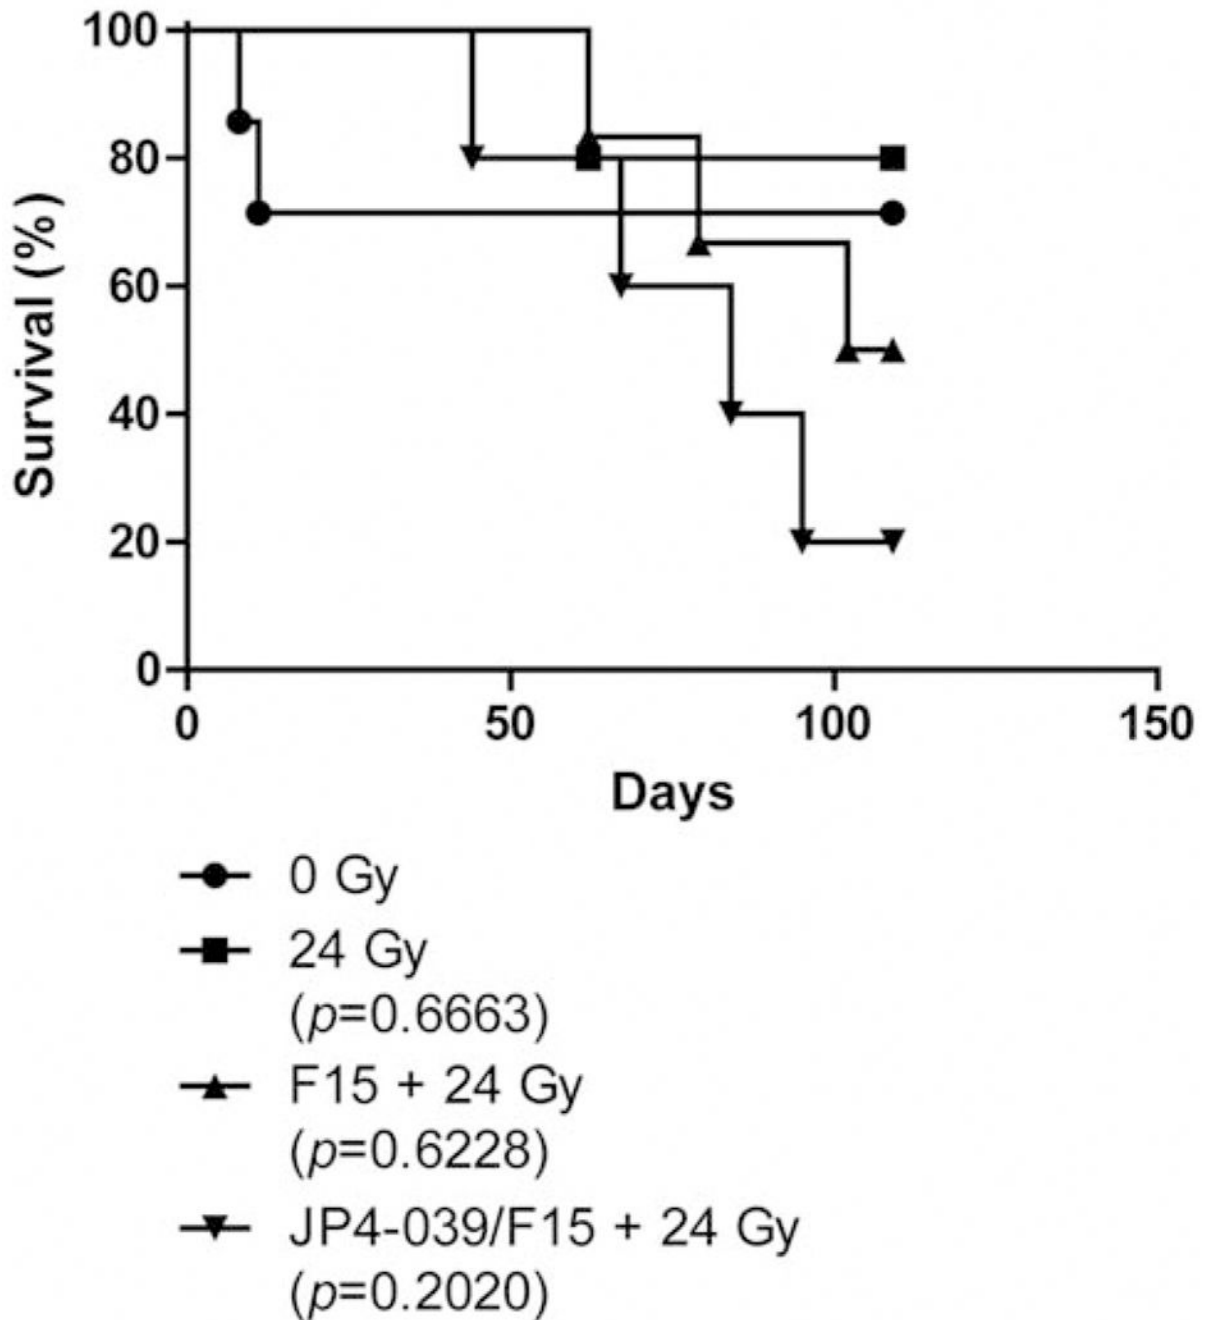 100
80
60
40
20
0
Survival (%)
0 50 100 150
Days
0 Gy
24 Gy
(p=0.6663)
F15 + 24 Gy
(p=0.6228)
JP4-039/F15 + 24 Gy
(p=0.2020)